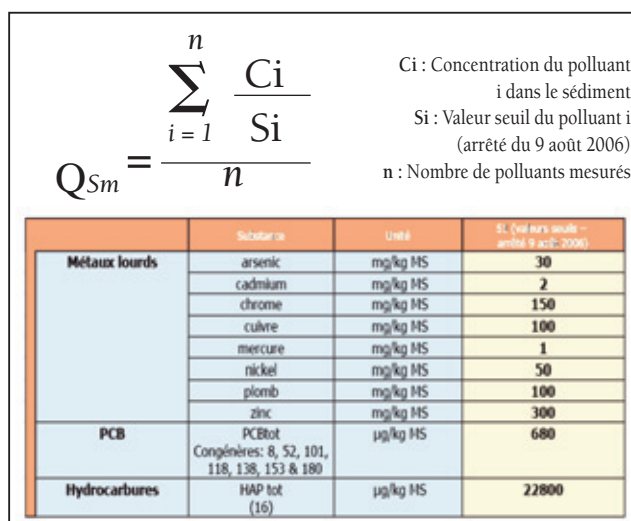 n
∑ Ci
i = 1 Si
QSm = n
Ci : Concentration du polluant
i dans le sédiment
Si : Valeur seuil du polluant i
(arrêté du 9 août 2006)
n : Nombre de polluants mesurés
Substance Unité Si (valeurs seuils –
arrêté 9 août 2006)
Métaux lourds arsenic mg/kg MS 30
cadmium mg/kg MS 2
chrome mg/kg MS 150
cuivre mg/kg MS 100
mercure mg/kg MS 1
nickel mg/kg MS 50
plomb mg/kg MS 100
zinc mg/kg MS 300
PCB PCBtot µg/kg MS 680
Congénères: 8, 52, 101,
118, 138, 153 & 180
Hydrocarbures HAP tot µg/kg MS 22800
(16)